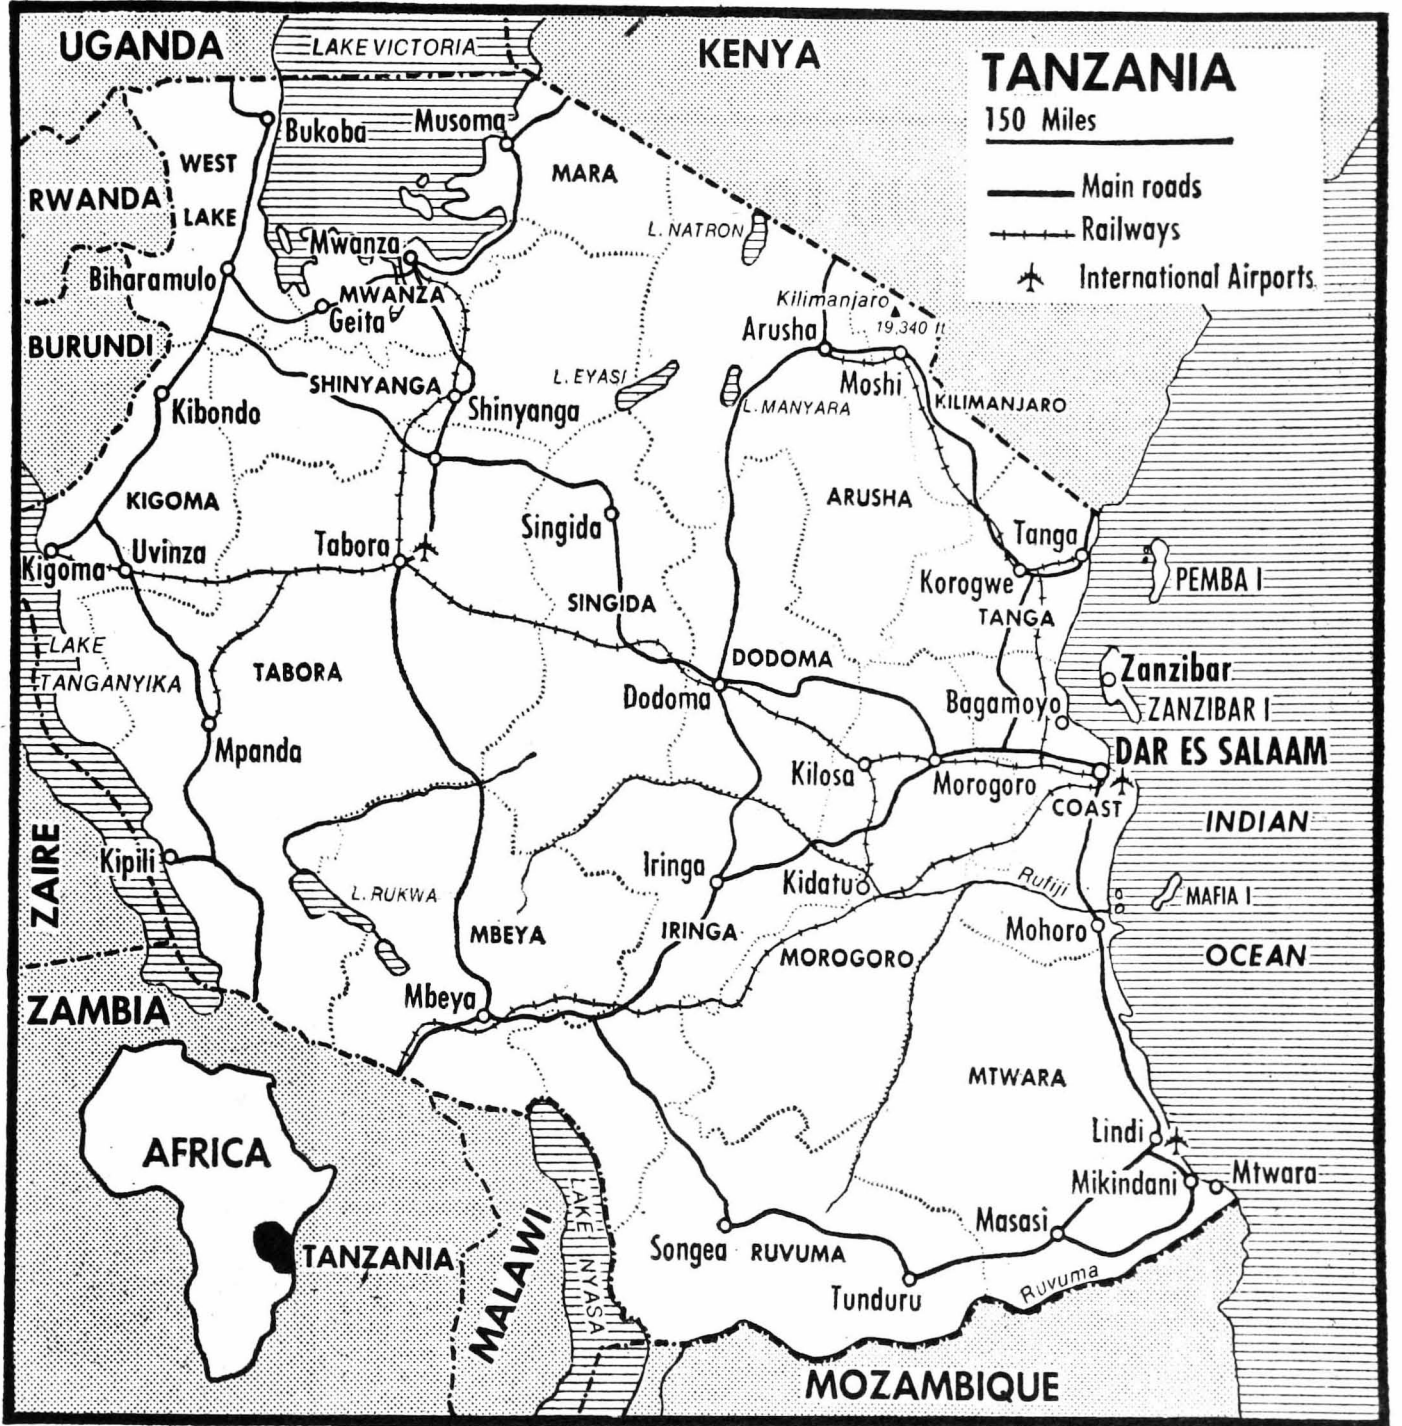 UGANDA
LAKE VICTORIA
KENYA
TANZANIA
150 Miles
Main roads
Railways
International Airports
Bukoba
Musoma
WEST
LAKE
MARA
RWANDA
L. NATRON
Mwanza
Biharamulo
MWANZA
Geita
Kilimanjaro
19,340 ft
Arusha
BURUNDI
SHINYANGA
L. EYASI
Moshi
Kibondo
Shinyanga
L. MANYARA
KILIMANJARO
KIGOMA
ARUSHA
Singida
Tanga
Uvinza
Tabora
Kigoma
Korogwe
PEMBA I
SINGIDA
TANGA
LAKE
TANGANYIKA
TABORA
DODOMA
Zanzibar
Dodoma
Bagamoyo
ZANZIBAR I
Mpanda
DAR ES SALAAM
Kilosa
Morogoro
COAST
INDIAN
ZAIRE
Kipili
Iringa
Kidatu
Rufiji
L. RUKWA
MAFIA I
MBEYA
IRINGA
Mohoro
MOROGORO
OCEAN
Mbeya
ZAMBIA
MTWARA
AFRICA
Lindi
Mikindani
Mtwara
Masasi
LAKE NYASA
MALAWI
TANZANIA
Songea
RUVUMA
Ruvuma
Tunduru
MOZAMBIQUE